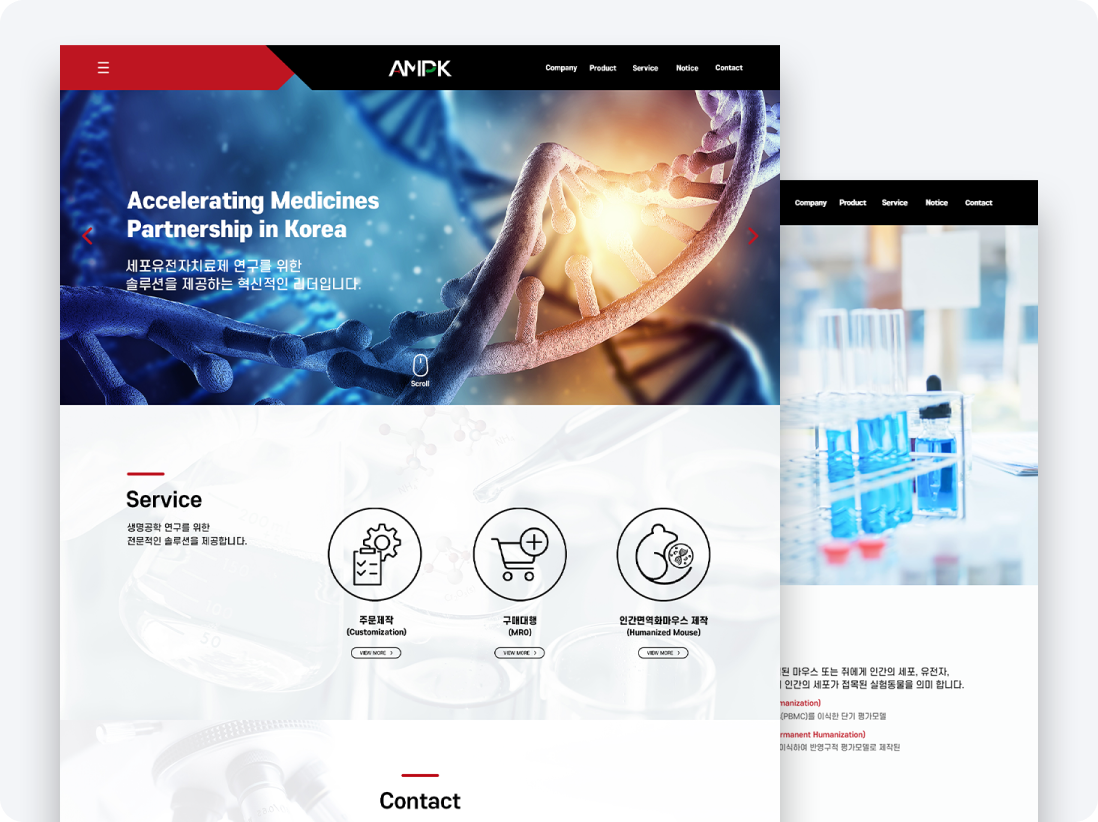 AMPK
Company Product Service Notice Contact
Accelerating Medicines
Partnership in Korea
세포유전자치료제 연구를 위한
솔루션을 제공하는 혁신적인 리더입니다.
Scroll
Service
생명공학 연구를 위한
전문적인 솔루션을 제공합니다.
주문제작
(Customization)
VIEW MORE >
구매대행
(MRO)
VIEW MORE >
인간면역화마우스 제작
(Humanized Mouse)
VIEW MORE >
50
Contact
Company Product Service Notice Contact
마우스 또는 쥐에게 인간의 세포, 유전자,
인간의 세포가 접목된 실험동물을 의미 합니다.
manization)
(PBMC)를 이식한 단기 평가모델
rmanent Humanization)
이식하여 반영구적 평가모델로 제작된